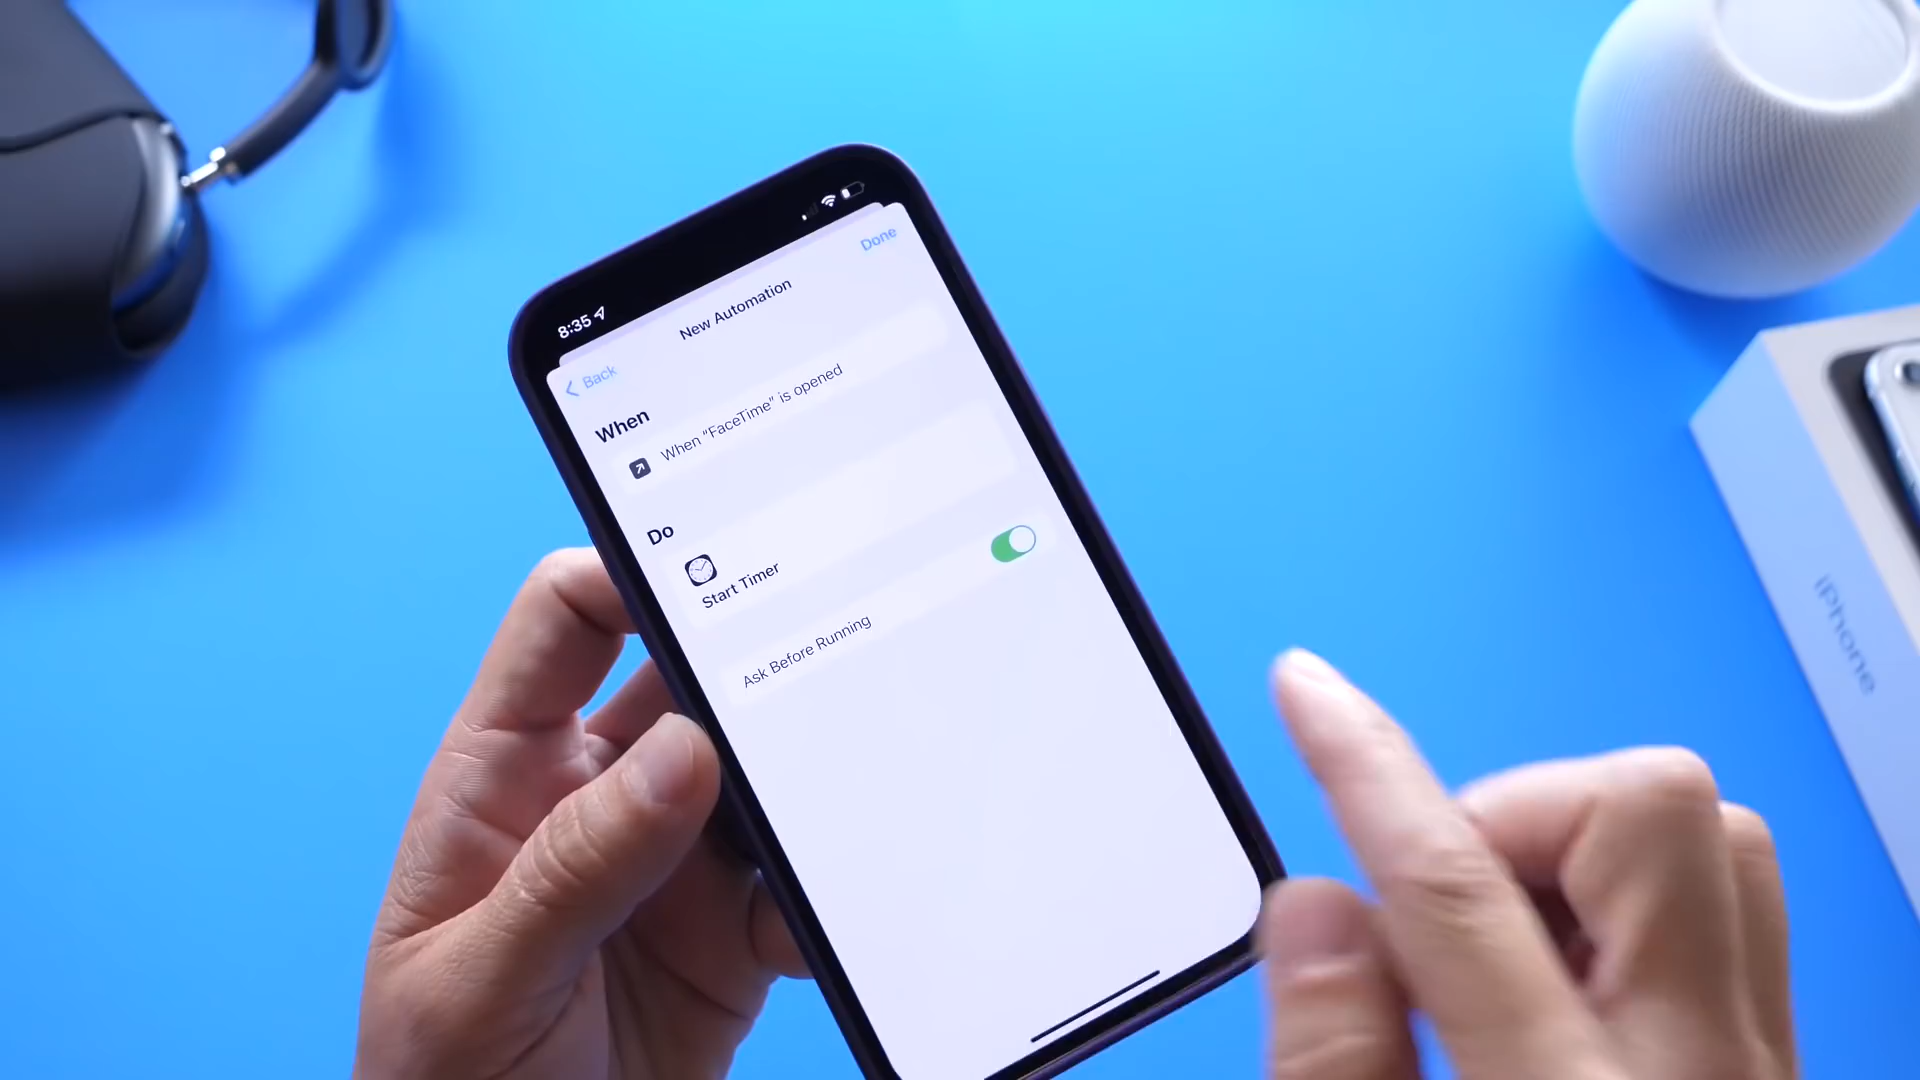 8:35
Done
New Automation
Back
When
When “FaceTime” is opened
Do
Start Timer
Ask Before Running
iPhone